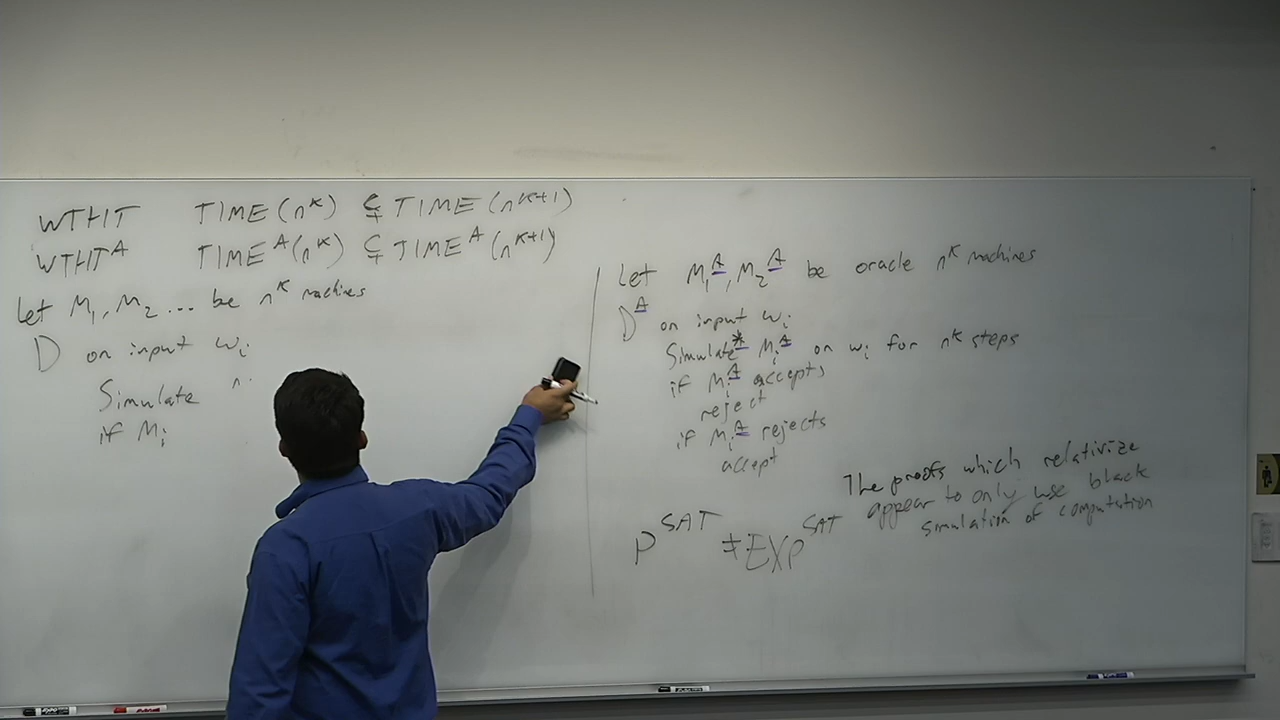 WTHT TIME(n^k) ⊊ TIME(n^k+1)
WTHT^A TIME^A(n^k) ⊊ TIME^A(n^k+1)
Let M₁, M₂ ... be n^k machines
D on input wᵢ
Simulate
if Mᵢ
Let M₁^A, M₂^A be oracle n^k machines
D^A on input wᵢ
Simulate* Mᵢ^A on wᵢ for n^k steps
if Mᵢ^A accepts
reject
if Mᵢ^A rejects
accept
The proofs which relativize
appear to only use black
simulation of computation
P^SAT ≠ EXP^SAT